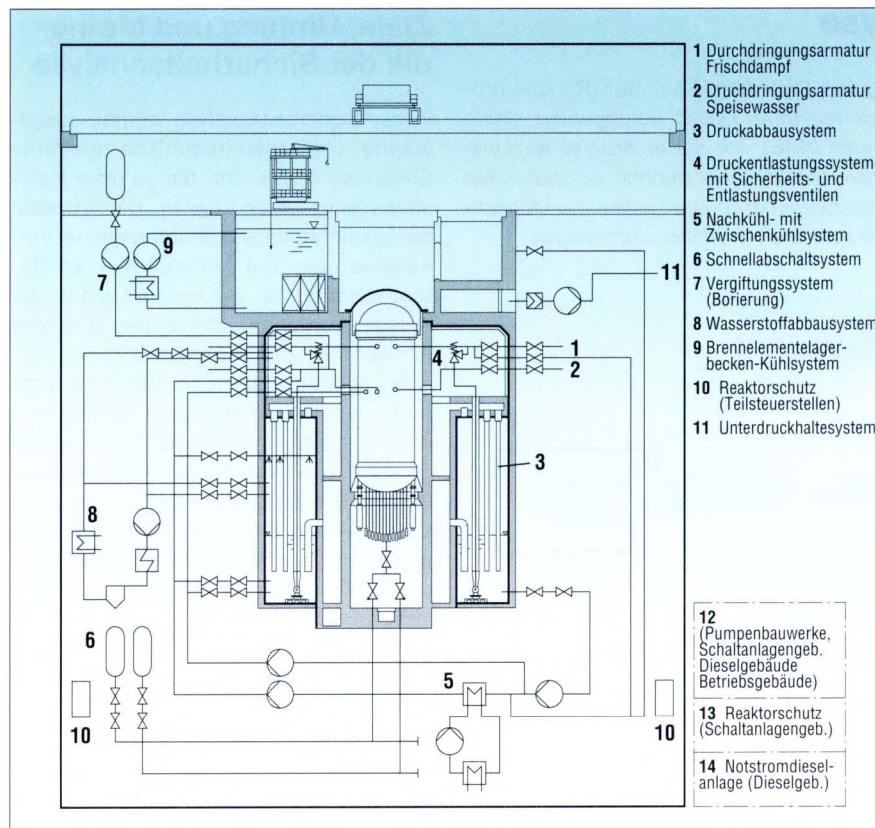 1 Durchdringungsarmatur
Frischdampf
2 Druchdringungsarmatur
Speisewasser
3 Druckabbausystem
4 Druckentlastungssystem
mit Sicherheits- und
Entlastungsventilen
5 Nachkühl- mit
Zwischenkühlsystem
6 Schnellabschaltsystem
7 Vergiftungssystem
(Borierung)
8 Wasserstoffabbausystem
9 Brennelementelager-
becken-Kühlsystem
10 Reaktorschutz
(Teilsteuerstellen)
11 Unterdruckhaltesystem
12
(Pumpenbauwerke,
Schaltanlagengeb.
Dieselgebäude
Betriebsgebäude)
13 Reaktorschutz
(Schaltanlagengeb.)
14 Notstromdiesel-
anlage (Dieselgeb.)
9
7
11
1
4
2
3
8
6
5
10
10